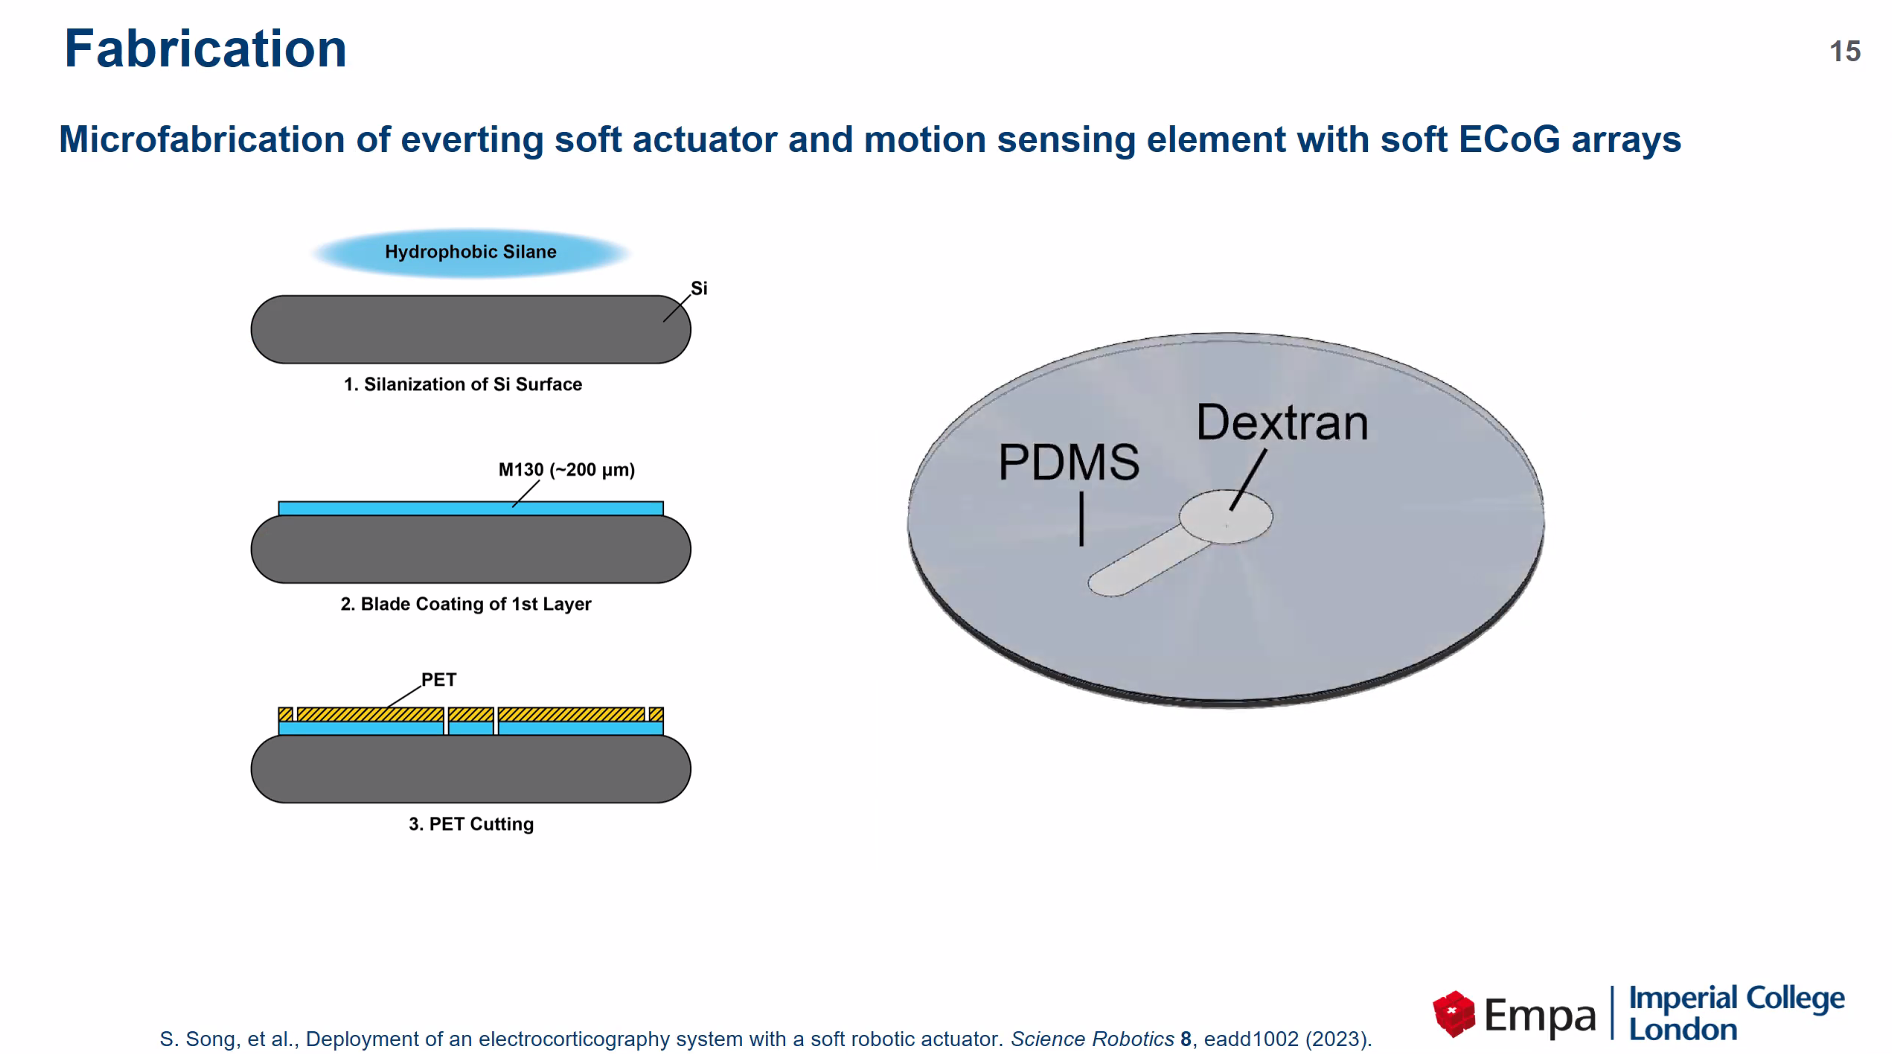 Fabrication
15
Microfabrication of everting soft actuator and motion sensing element with soft ECoG arrays
Hydrophobic Silane
Si
1. Silanization of Si Surface
M130 (~200 µm)
2. Blade Coating of 1st Layer
PET
3. PET Cutting
Dextran
PDMS
Empa
Imperial College
London
S. Song, et al., Deployment of an electrocorticography system with a soft robotic actuator. Science Robotics 8, eadd1002 (2023).